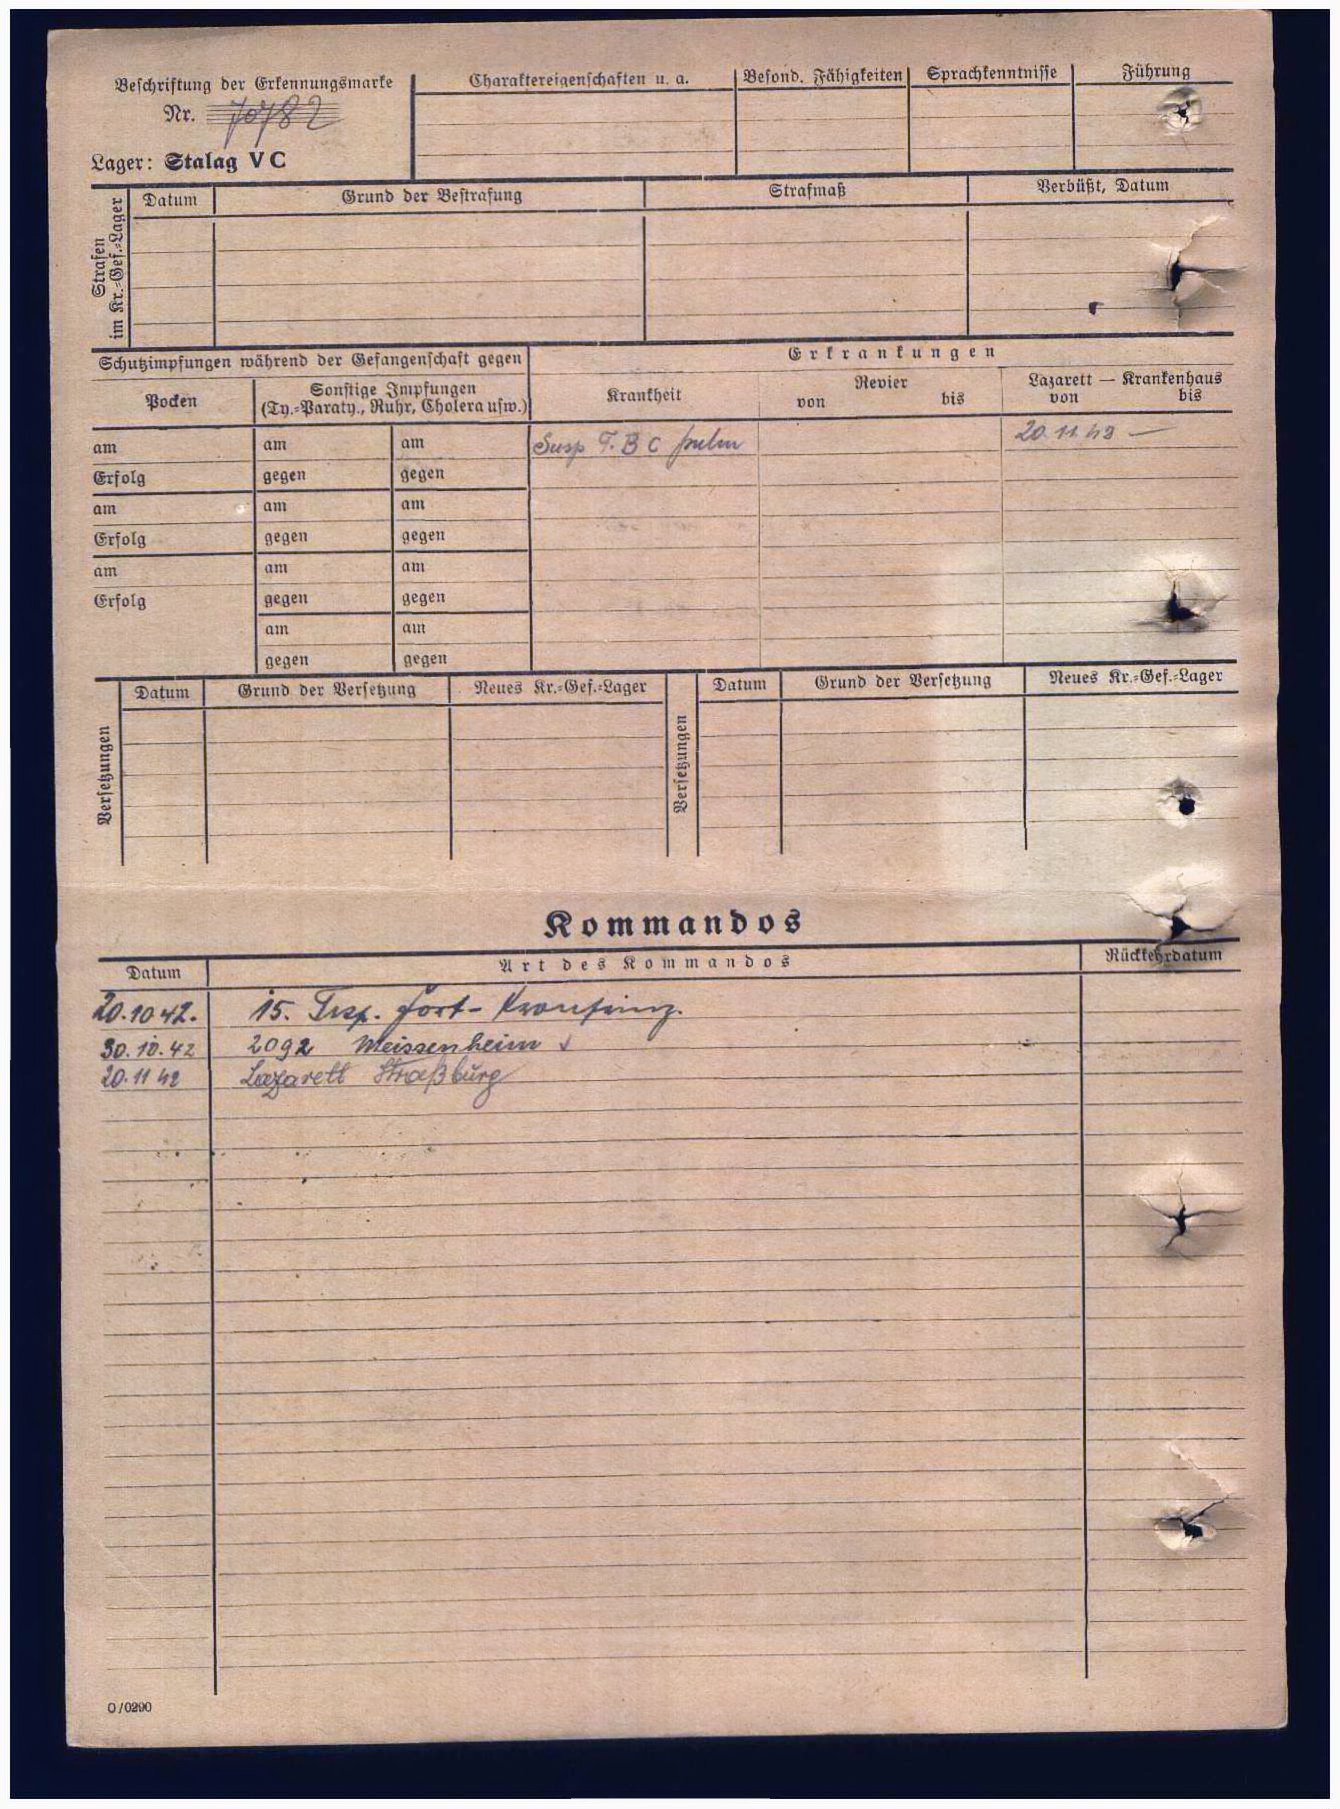 Beschriftung der Erkennungsmarke
Nr. 70782
Lager: Stalag V C
Charaktereigenschaften u. a.
Besond. Fähigkeiten
Sprachkenntnisse
Führung
Strafen im Kr.-Gef.-Lager
Datum
Grund der Bestrafung
Strafmaß
Verbüßt, Datum
Schutzimpfungen während der Gefangenschaft gegen
Erkrankungen
Pocken
Sonstige Impfungen
(Ty.-Paraty., Ruhr, Cholera usw.)
Krankheit
Revier
von bis
Lazarett — Krankenhaus
von bis
am am am
Susp T.B C pulm 20.11.42 —
Erfolg gegen gegen
am am am
Erfolg gegen gegen
am am am
Erfolg gegen gegen
am am
gegen gegen
Versetzungen
Datum Grund der Versetzung Neues Kr.-Gef.-Lager
Versetzungen
Datum Grund der Versetzung Neues Kr.-Gef.-Lager
Kommandos
Datum Art des Kommandos Rückkehrdatum
20.10.42. 15. Trsp. Fort-Kronprinz.
30.10.42 2092 Meissenheim
20.11 42 Lazarett Straßburg
O/0290